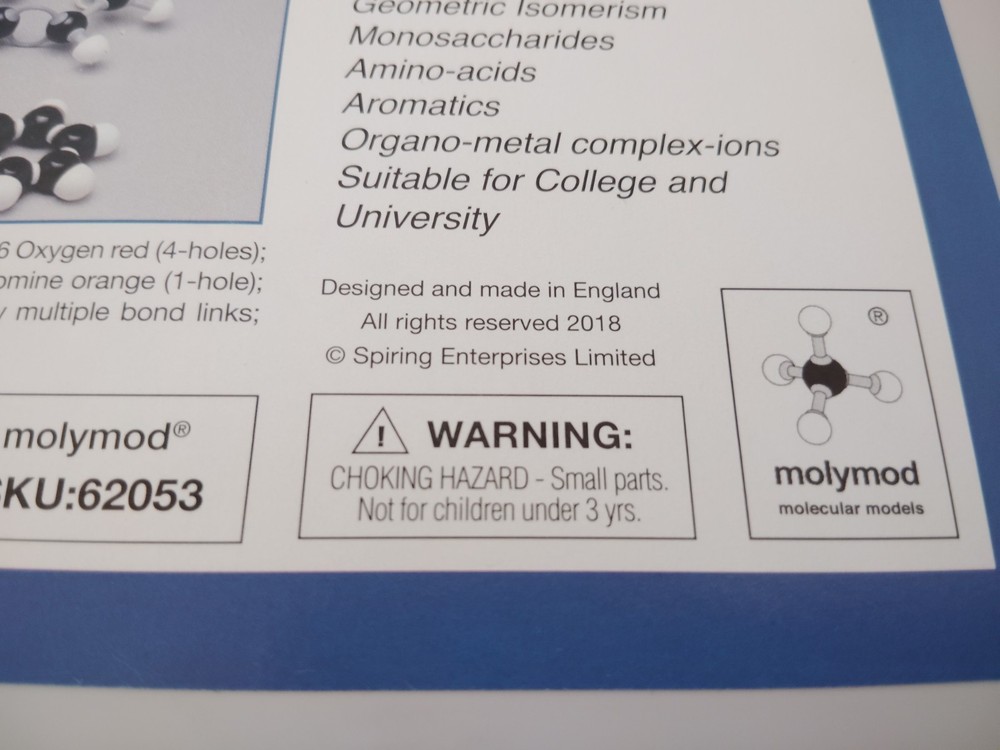 Geometric Isomerism
Monosaccharides
Amino-acids
Aromatics
Organo-metal complex-ions
Suitable for College and
University
6 Oxygen red (4-holes);
orange (1-hole);
multiple bond links;
Designed and made in England
All rights reserved 2018
© Spiring Enterprises Limited
molymod®
SKU:62053
! WARNING:
CHOKING HAZARD - Small parts.
Not for children under 3 yrs.
®
molymod
molecular models